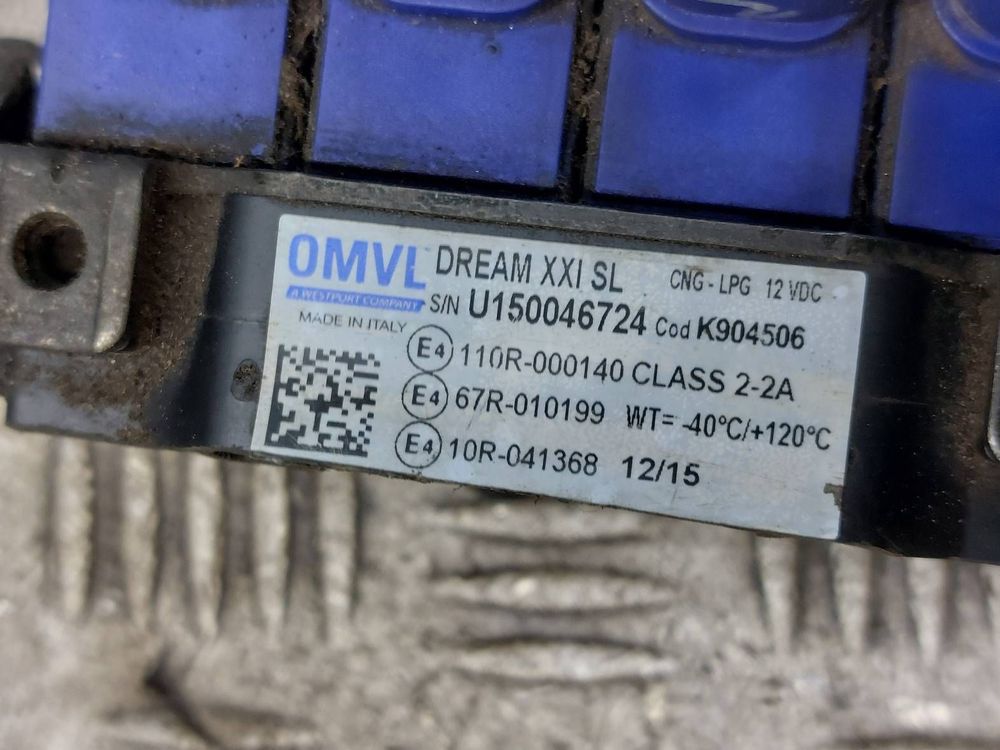 OMVL DREAM XXI SL CNG - LPG 12 VDC
A WESTPORT COMPANY S/N U150046724 Cod K904506
MADE IN ITALY
E4 110R-000140 CLASS 2-2A
E4 67R-010199 WT= -40°C/+120°C
E4 10R-041368 12/15